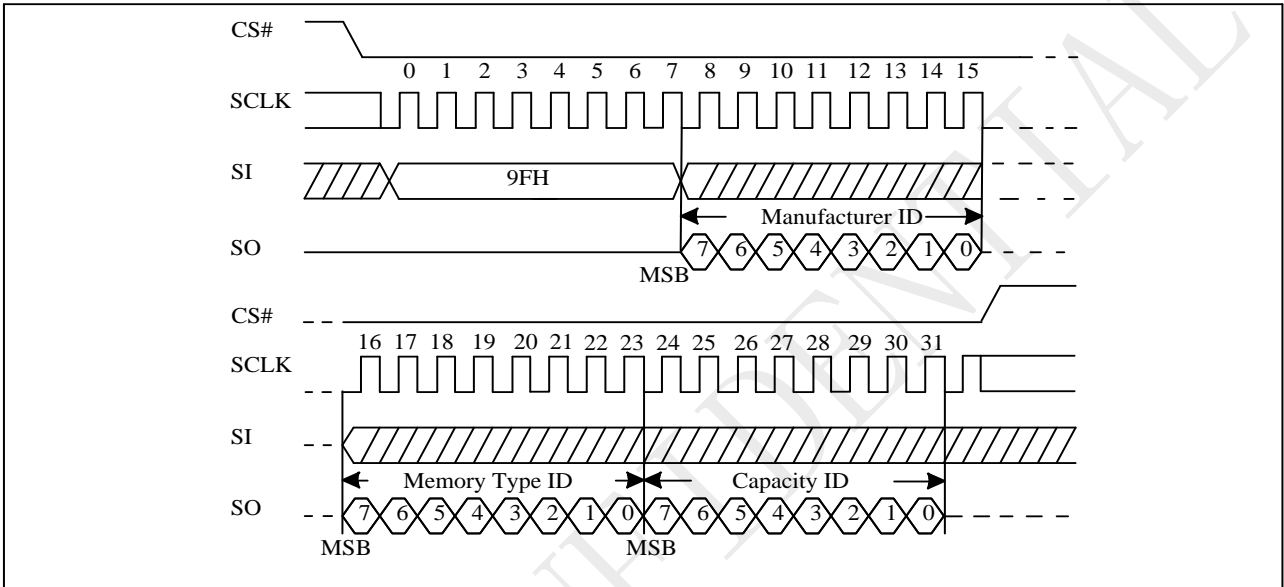 CS#
0 1 2 3 4 5 6 7 8 9 10 11 12 13 14 15
SCLK
SI
9FH
Manufacturer ID
SO
7 6 5 4 3 2 1 0
MSB
CS#
16 17 18 19 20 21 22 23 24 25 26 27 28 29 30 31
SCLK
SI
Memory Type ID Capacity ID
SO
7 6 5 4 3 2 1 0 7 6 5 4 3 2 1 0
MSB MSB